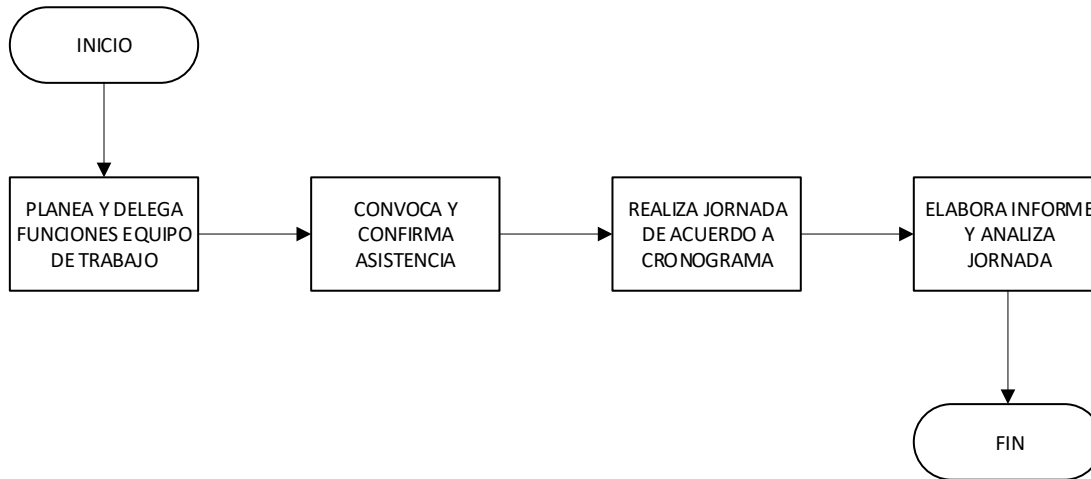 INICIO
PLANEA Y DELEGA
FUNCIONES EQUIPO
DE TRABAJO
CONVOCA Y
CONFIRMA
ASISTENCIA
REALIZA JORNADA
DE ACUERDO A
CRONOGRAMA
ELABORA INFORME
Y ANALIZA
JORNADA
FIN